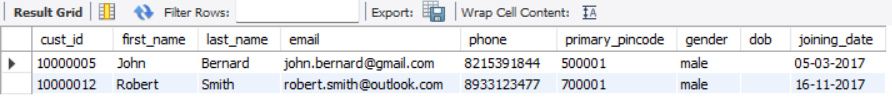 Result Grid Filter Rows: Export: Wrap Cell Content: IA
cust_id first_name last_name email phone primary_pincode gender dob joining_date
10000005 John Bernard john.bernard@gmail.com 8215391844 500001 male 05-03-2017
10000012 Robert Smith robert.smith@outlook.com 8933123477 700001 male 16-11-2017